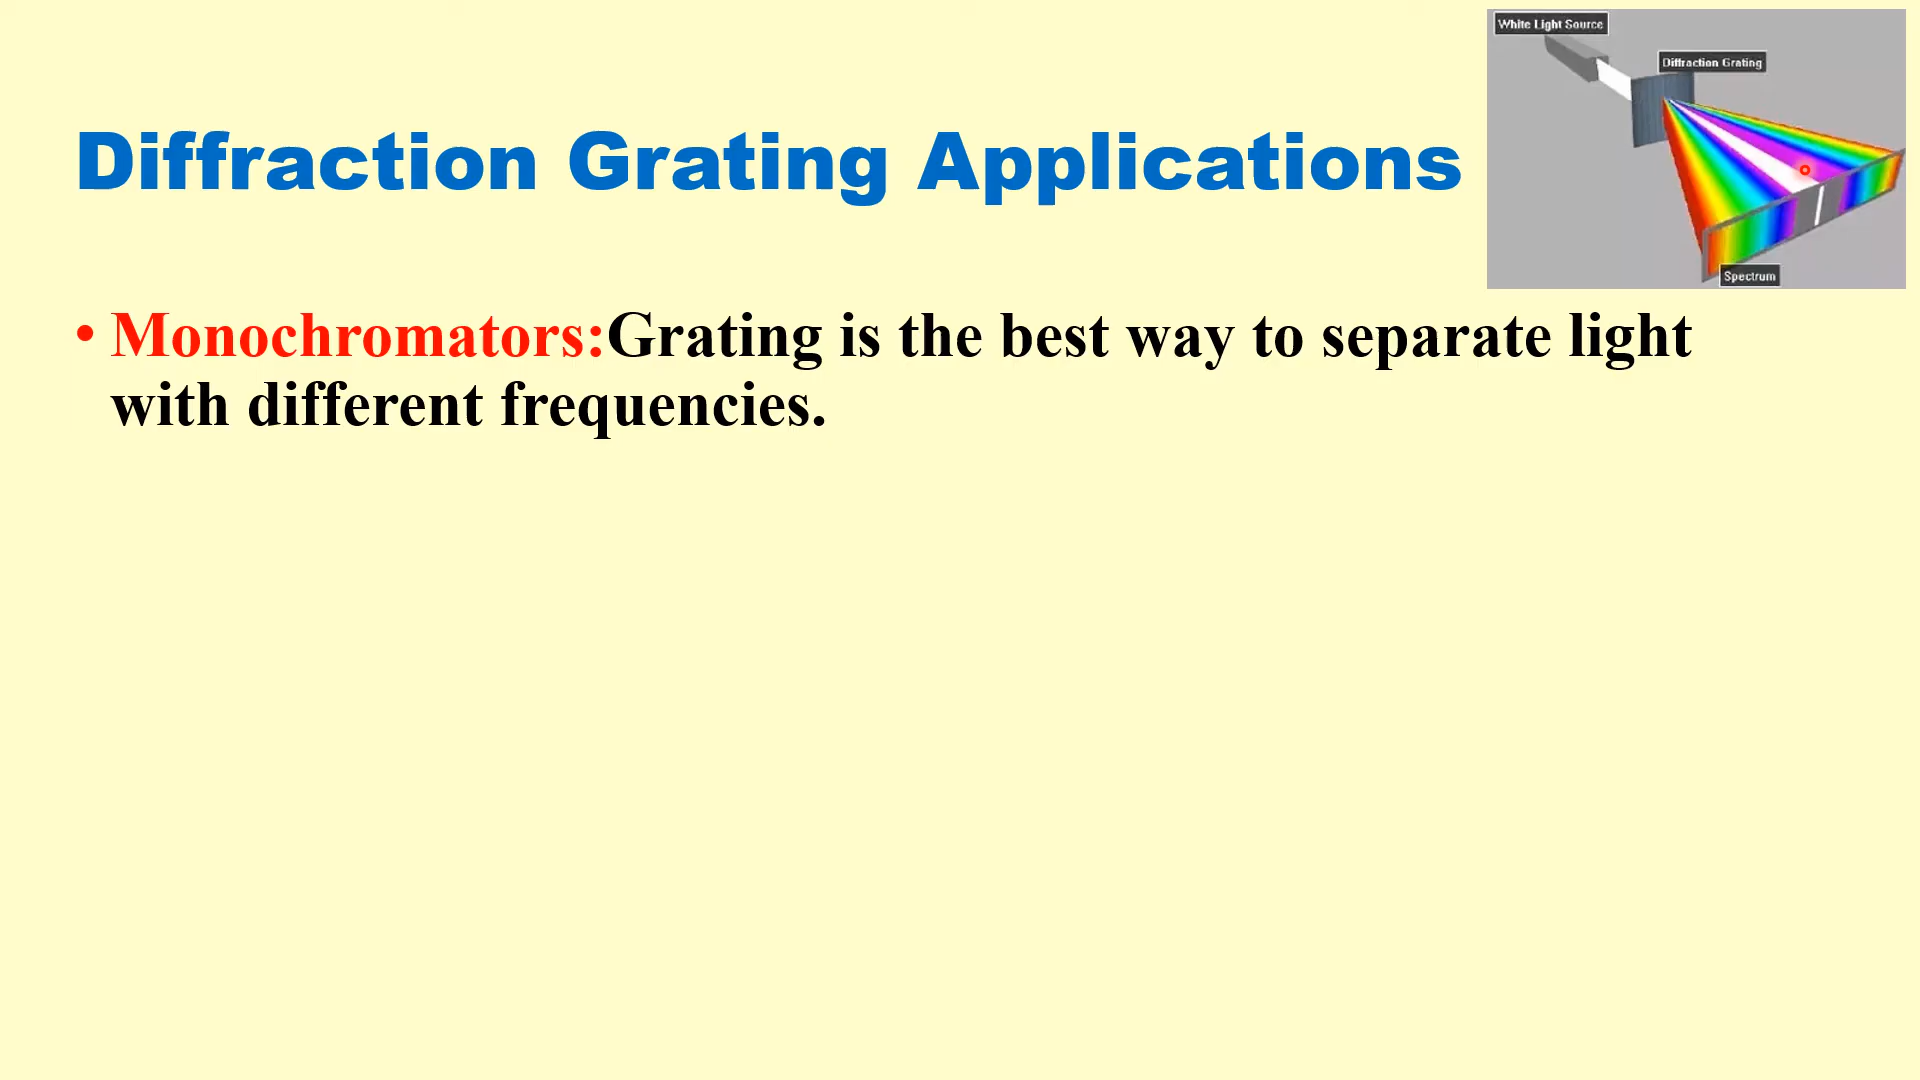 White Light Source
Diffraction Grating
Diffraction Grating Applications
Spectrum
• Monochromators:Grating is the best way to separate light
with different frequencies.